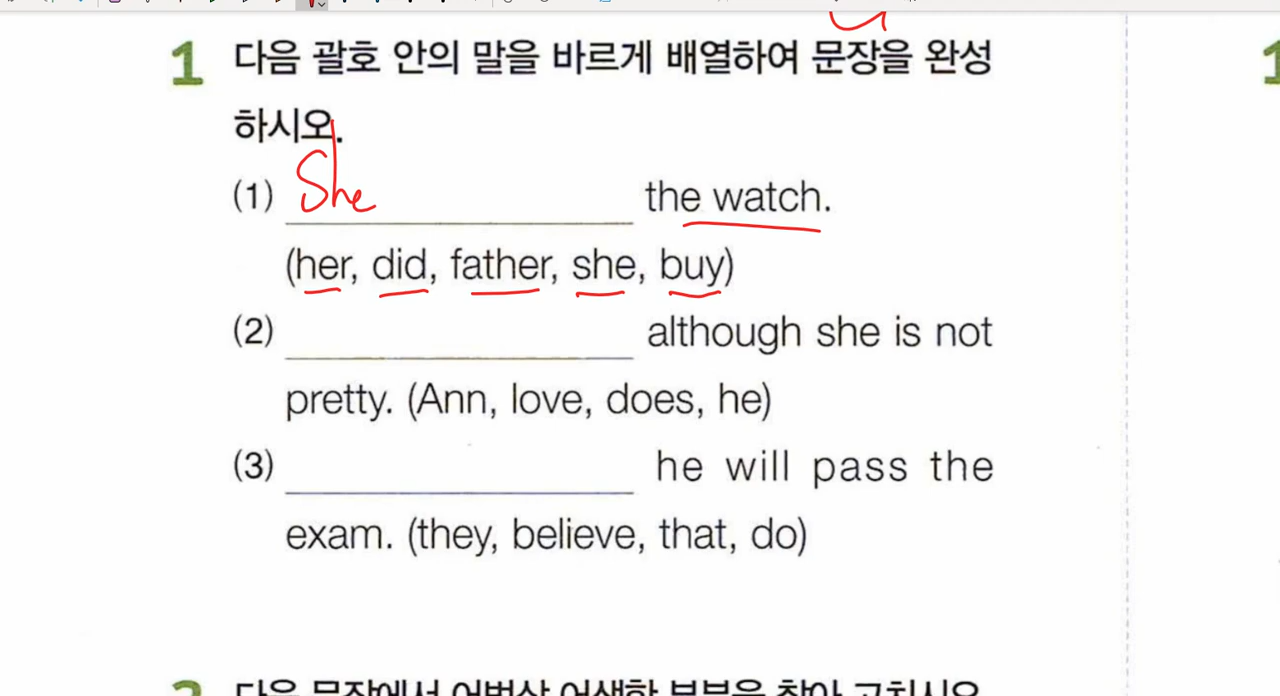 1 다음 괄호 안의 말을 바르게 배열하여 문장을 완성
하시오.
(1) She the watch.
(her, did, father, she, buy)
(2) although she is not
pretty. (Ann, love, does, he)
(3) he will pass the
exam. (they, believe, that, do)